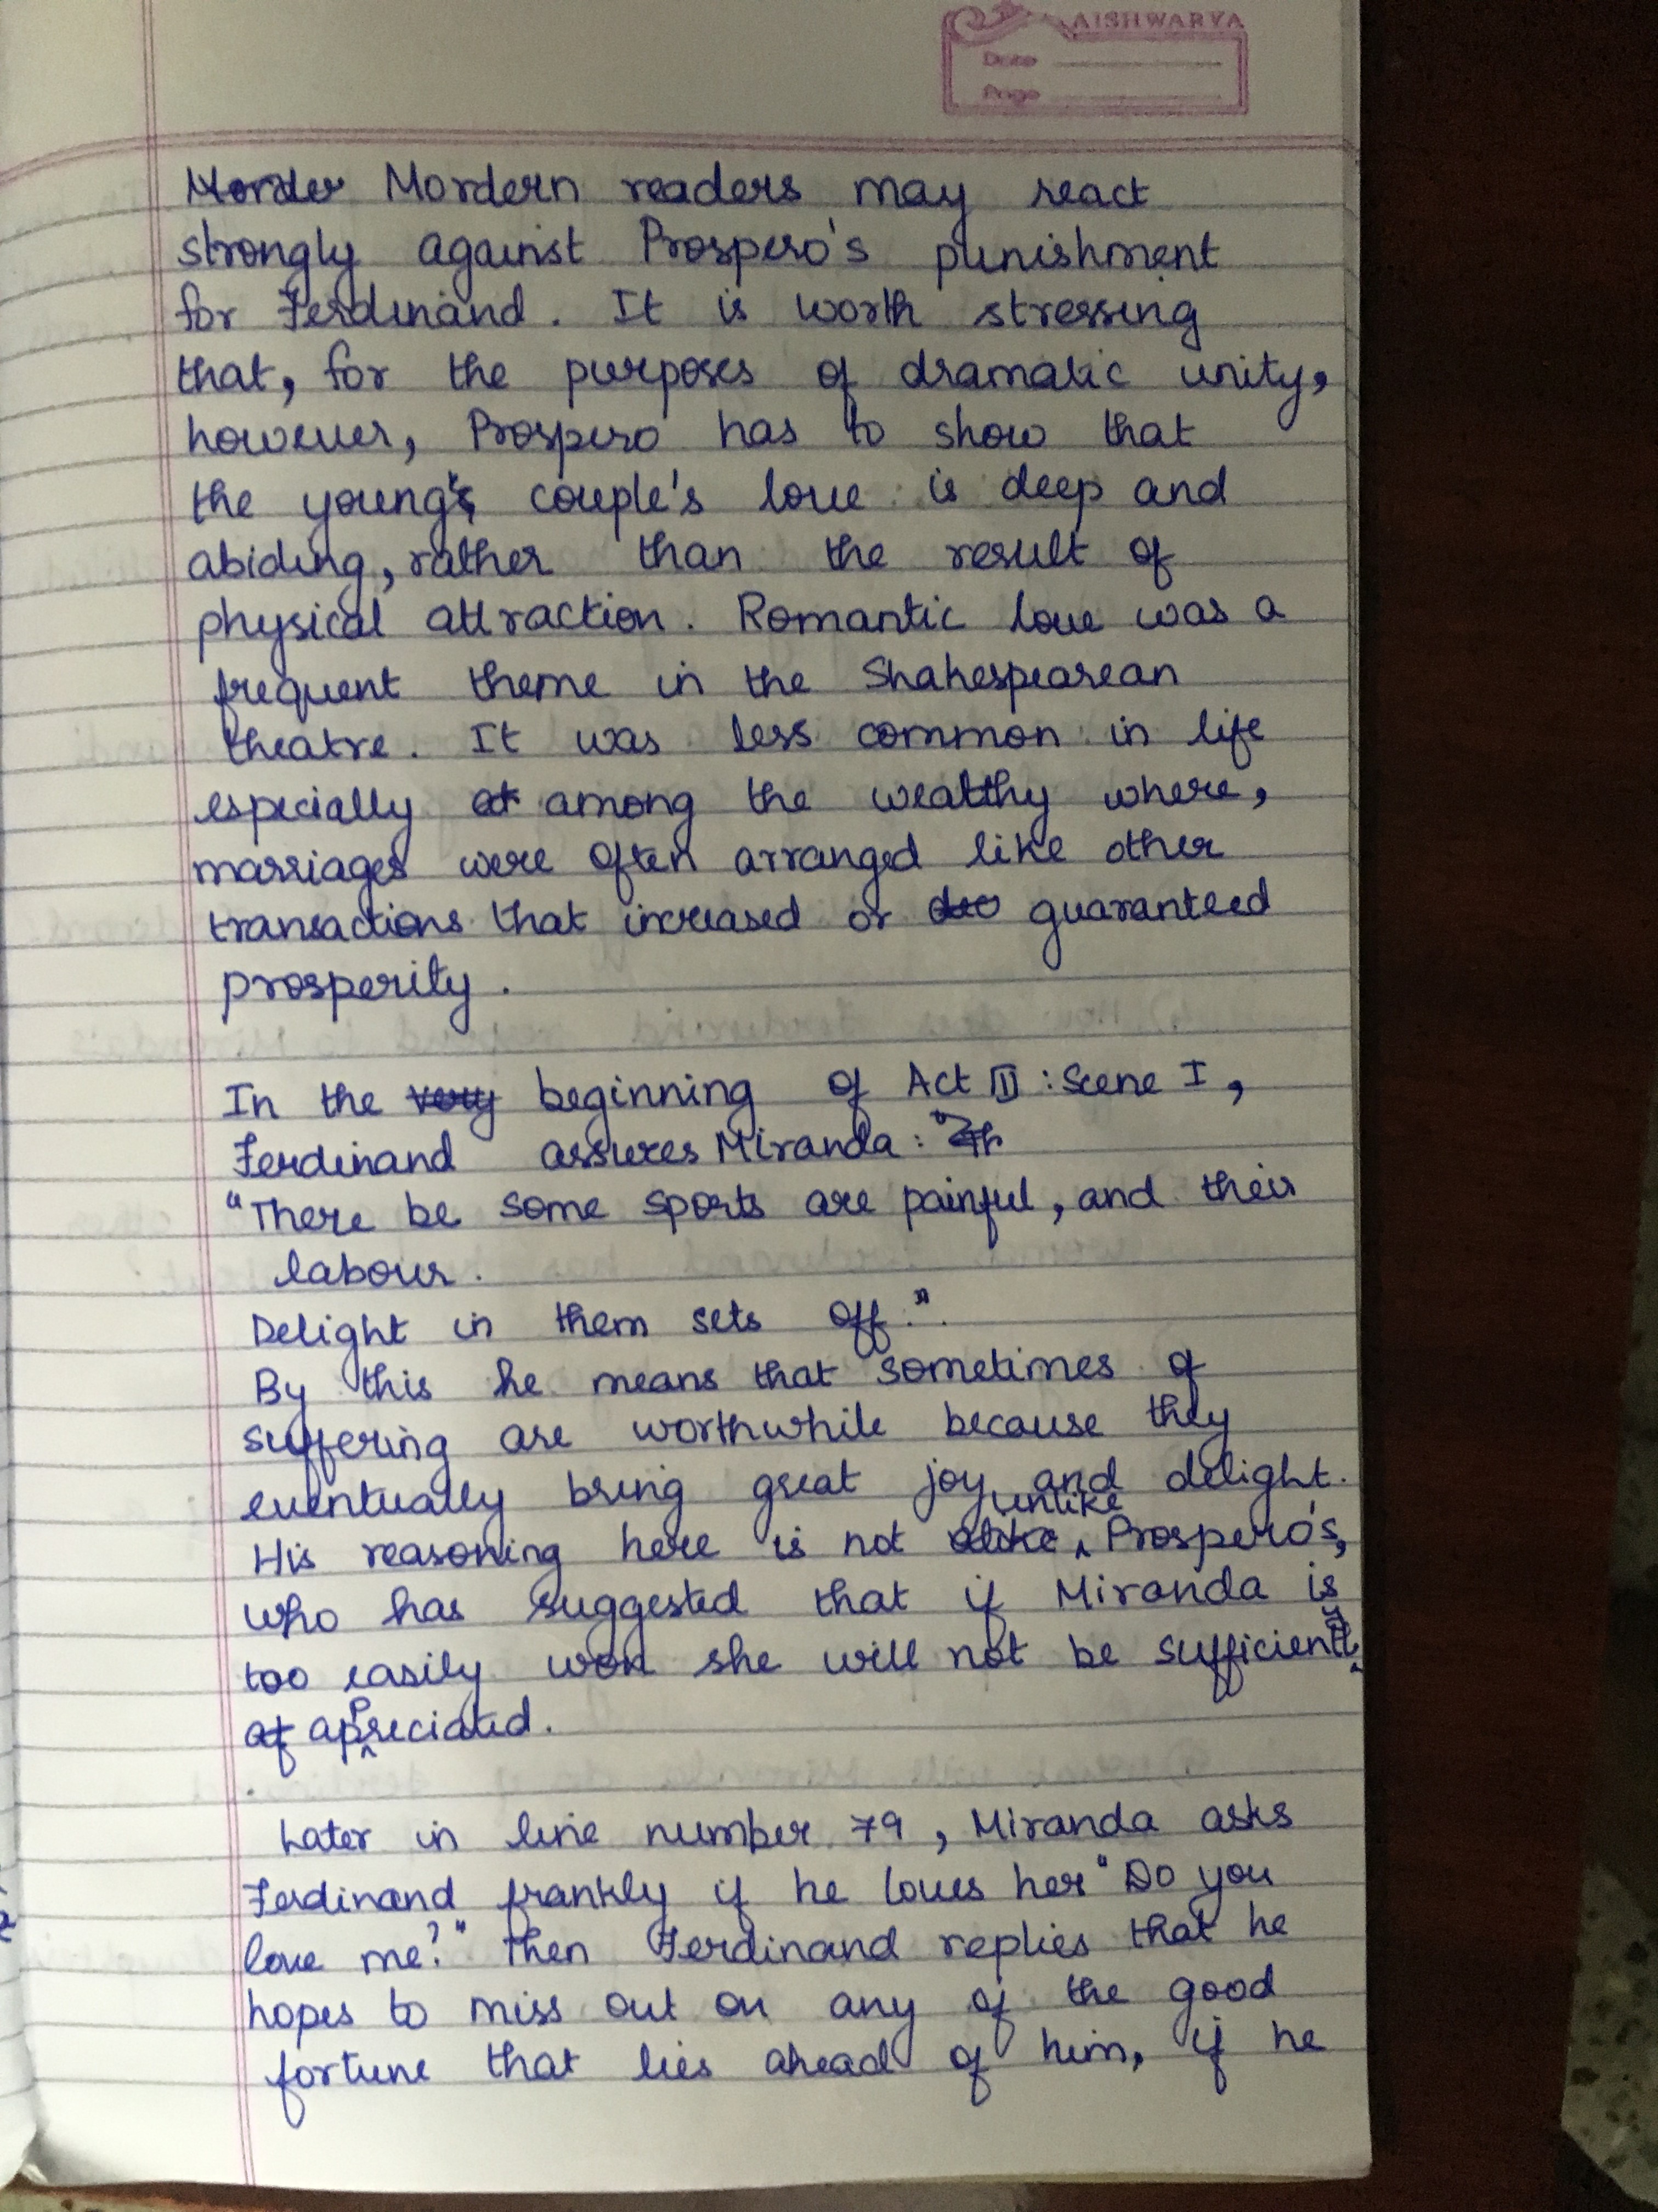 AISHWARYA
Date
Page
Mordern readers may react
strongly against Prospero's punishment
for Ferdinand. It is worth stressing
that, for the purposes of dramatic unity,
however, Prospero has to show that
the young couple's love is deep and
abiding, rather than the result of
physical attraction. Romantic love was a
frequent theme in the Shakespearean
theatre. It was less common in life
especially among the wealthy where,
marriages were often arranged like other
transactions that increased or guaranteed
prosperity.
In the beginning of Act III : Scene I,
Ferdinand assures Miranda :
"There be some sports are painful, and their
labour.
Delight in them sets off."
By this he means that sometimes of
suffering are worthwhile because they
eventually bring great joy and delight.
His reasoning here is not unlike Prospero's,
who has suggested that if Miranda is
too easily won she will not be sufficiently
appreciated.
Later in line number 79, Miranda asks
Ferdinand frankly if he loves her "Do you
love me?" Then Ferdinand replies that he
hopes to miss out on any of the good
fortune that lies ahead of him, if he